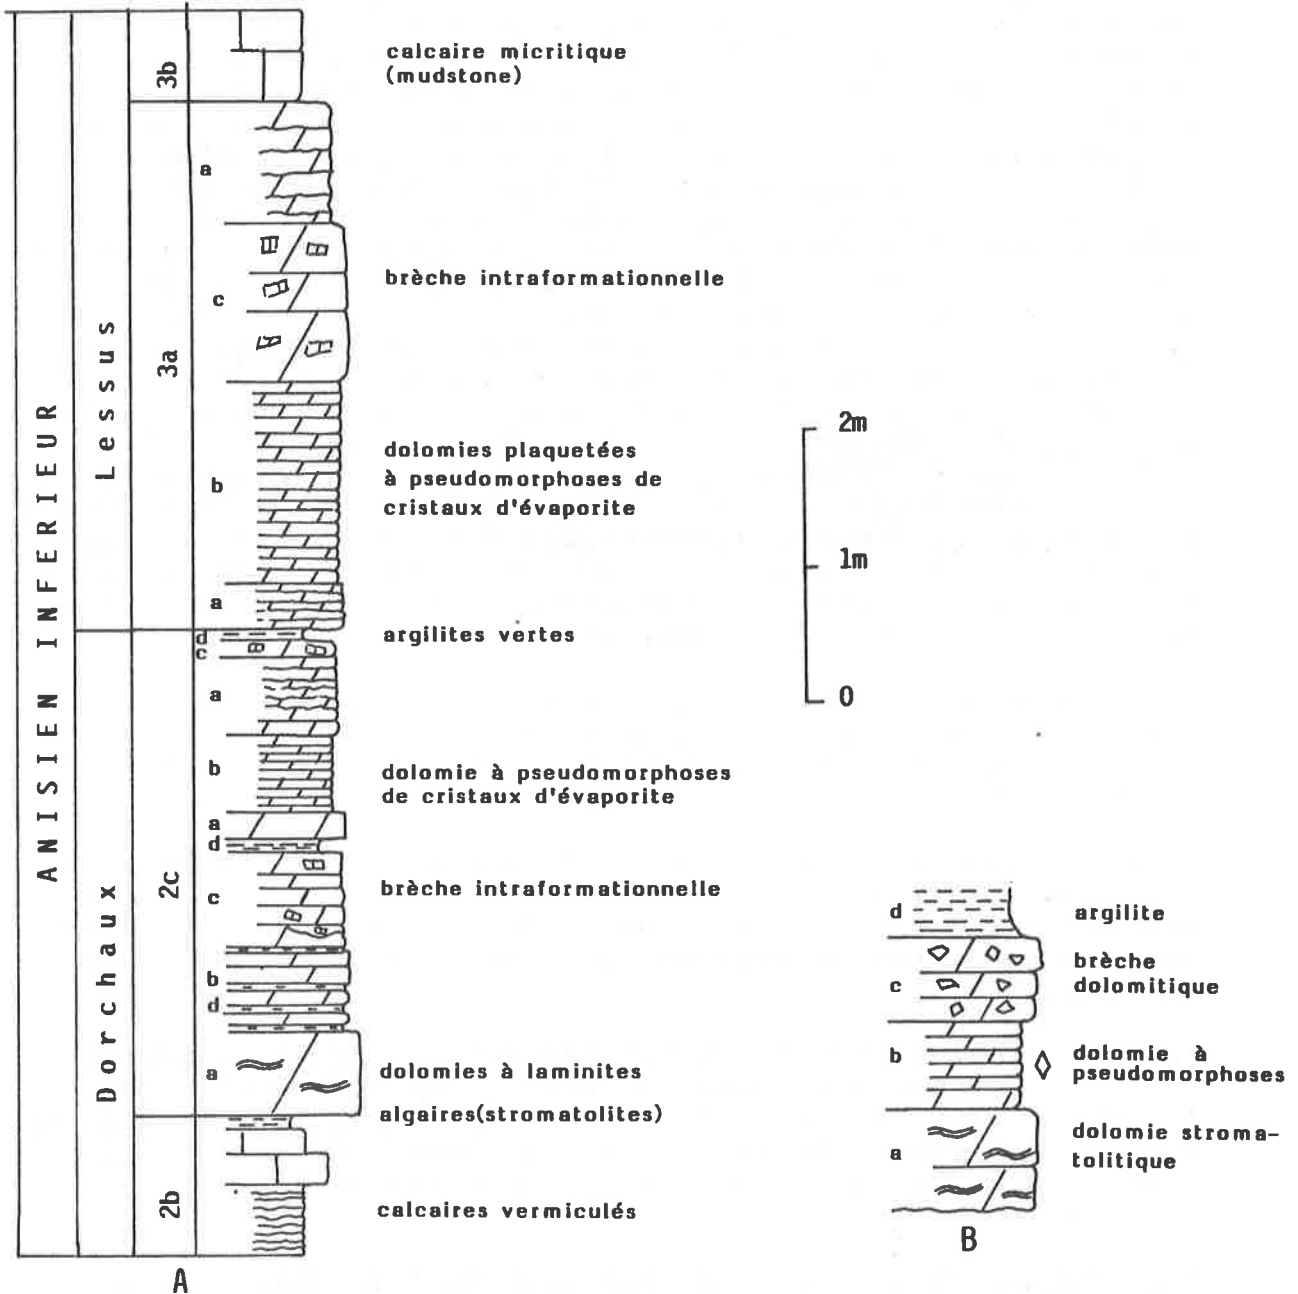 ANISIEN INFERIEUR
Lessus
Dorchaux
3b
3a
2c
2b
calcaire micritique
(mudstone)
a
c
brèche intraformationnelle
b
dolomies plaquetées
à pseudomorphoses de
cristaux d'évaporite
a
d
argilites vertes
c
a
b
dolomie à pseudomorphoses
de cristaux d'évaporite
a
d
c
brèche intraformationnelle
b
d
a
dolomies à laminites
algaires(stromatolites)
calcaires vermiculés
A
2m
1m
0
d
argilite
c
brèche
dolomitique
b
dolomie à
pseudomorphoses
a
dolomie stroma-
tolitique
B